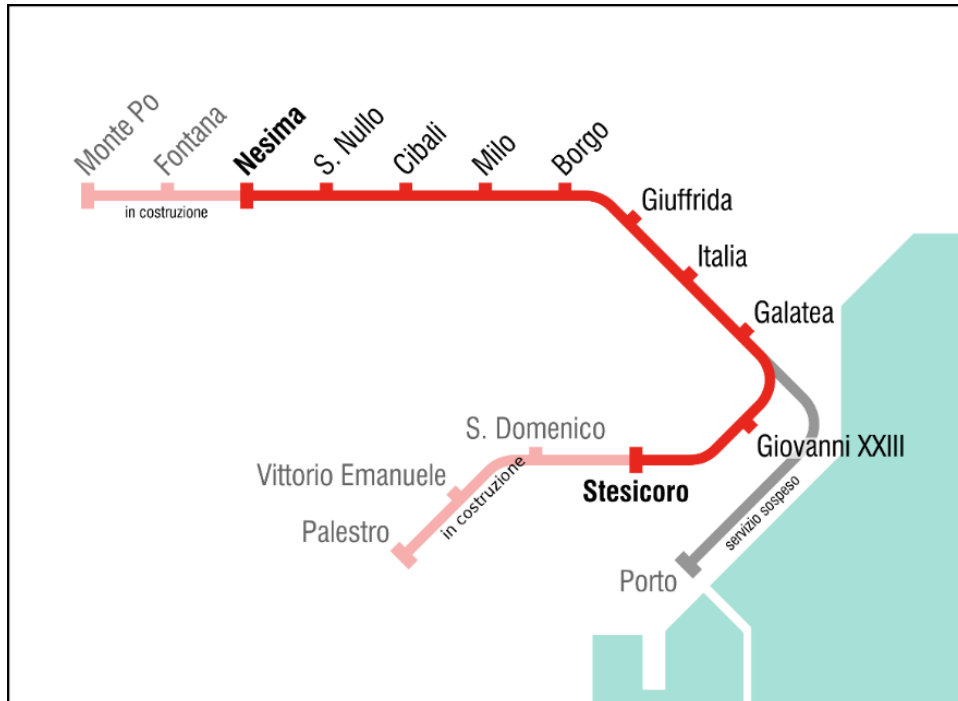 Monte Po
Fontana
Nesima
S. Nullo
Cibali
Milo
Borgo
in costruzione
Giuffrida
Italia
Galatea
Giovanni XXIII
S. Domenico
Vittorio Emanuele
in costruzione
Stesicoro
Palestro
servizio sospeso
Porto